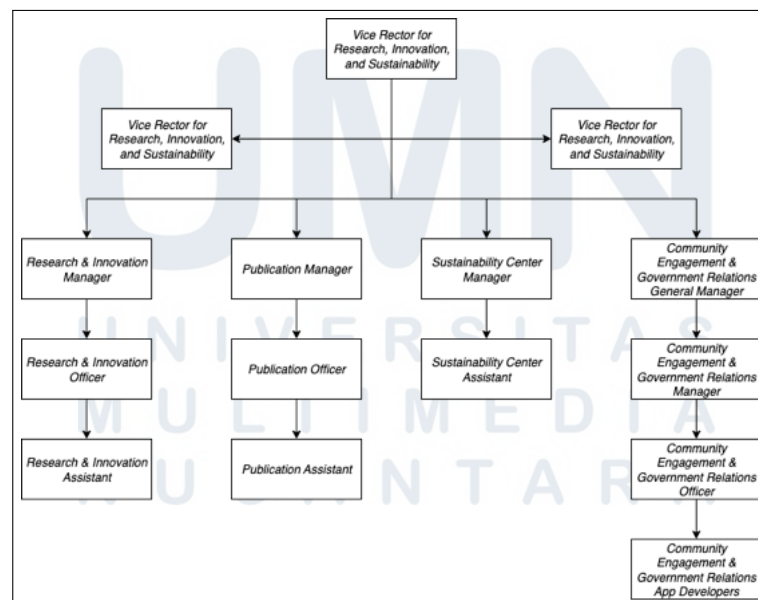 UMN
Vice Rector for
Research, Innovation,
and Sustainability
Vice Rector for
Research, Innovation,
and Sustainability
Vice Rector for
Research, Innovation,
and Sustainability
Research & Innovation
Manager
Publication Manager
Sustainability Center
Manager
Community
Engagement &
Government Relations
General Manager
UNIVERSITAS
Research & Innovation
Officer
Publication Officer
Sustainability Center
Assistant
Community
Engagement &
Government Relations
Manager
MULTIMEDIA
Research & Innovation
Assistant
Publication Assistant
Community
Engagement &
Government Relations
Officer
NUSANTARA
Community
Engagement &
Government Relations
App Developers